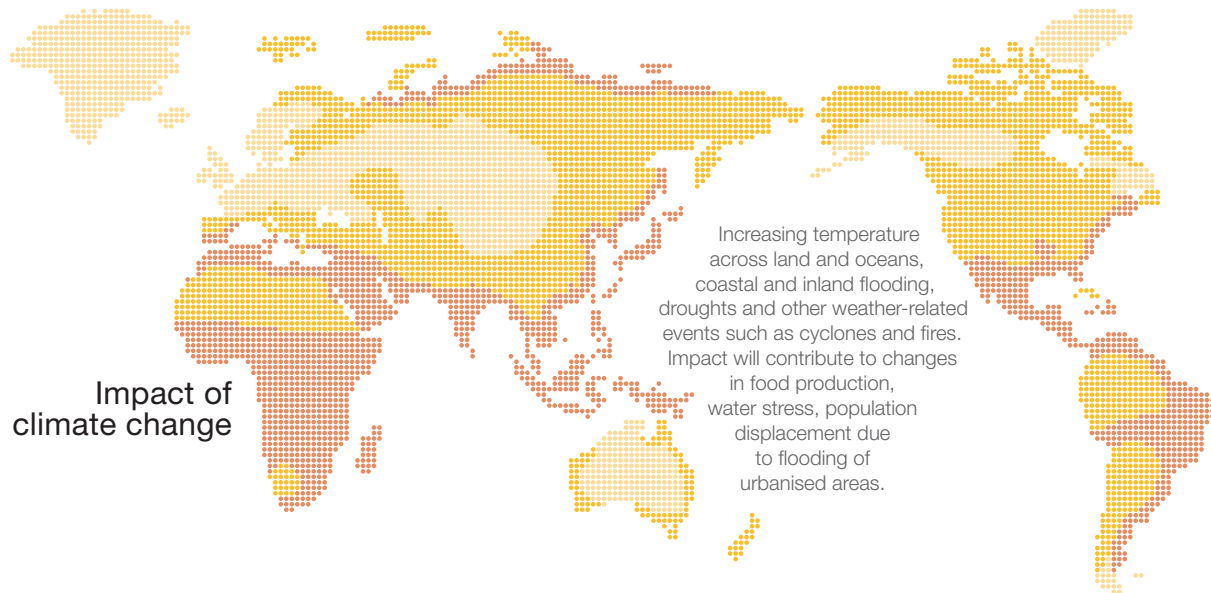 Increasing temperature
across land and oceans,
coastal and inland flooding,
droughts and other weather-related
events such as cyclones and fires.
Impact will contribute to changes
in food production,
water stress, population
displacement due
to flooding of
urbanised areas.
Impact of
climate change